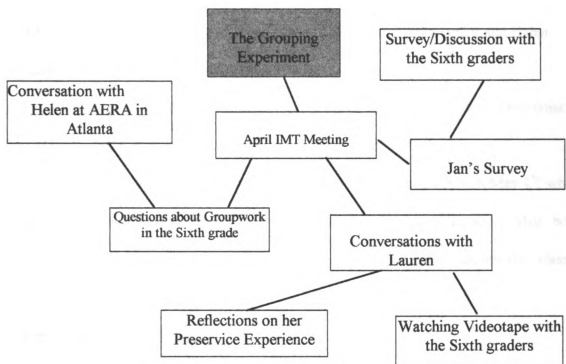 The Grouping
Experiment
Survey/Discussion with
the Sixth graders
Conversation with
Helen at AERA in
Atlanta
April IMT Meeting
Jan's Survey
Questions about Groupwork
in the Sixth grade
Conversations with
Lauren
Reflections on her
Preservice Experience
Watching Videotape with
the Sixth graders